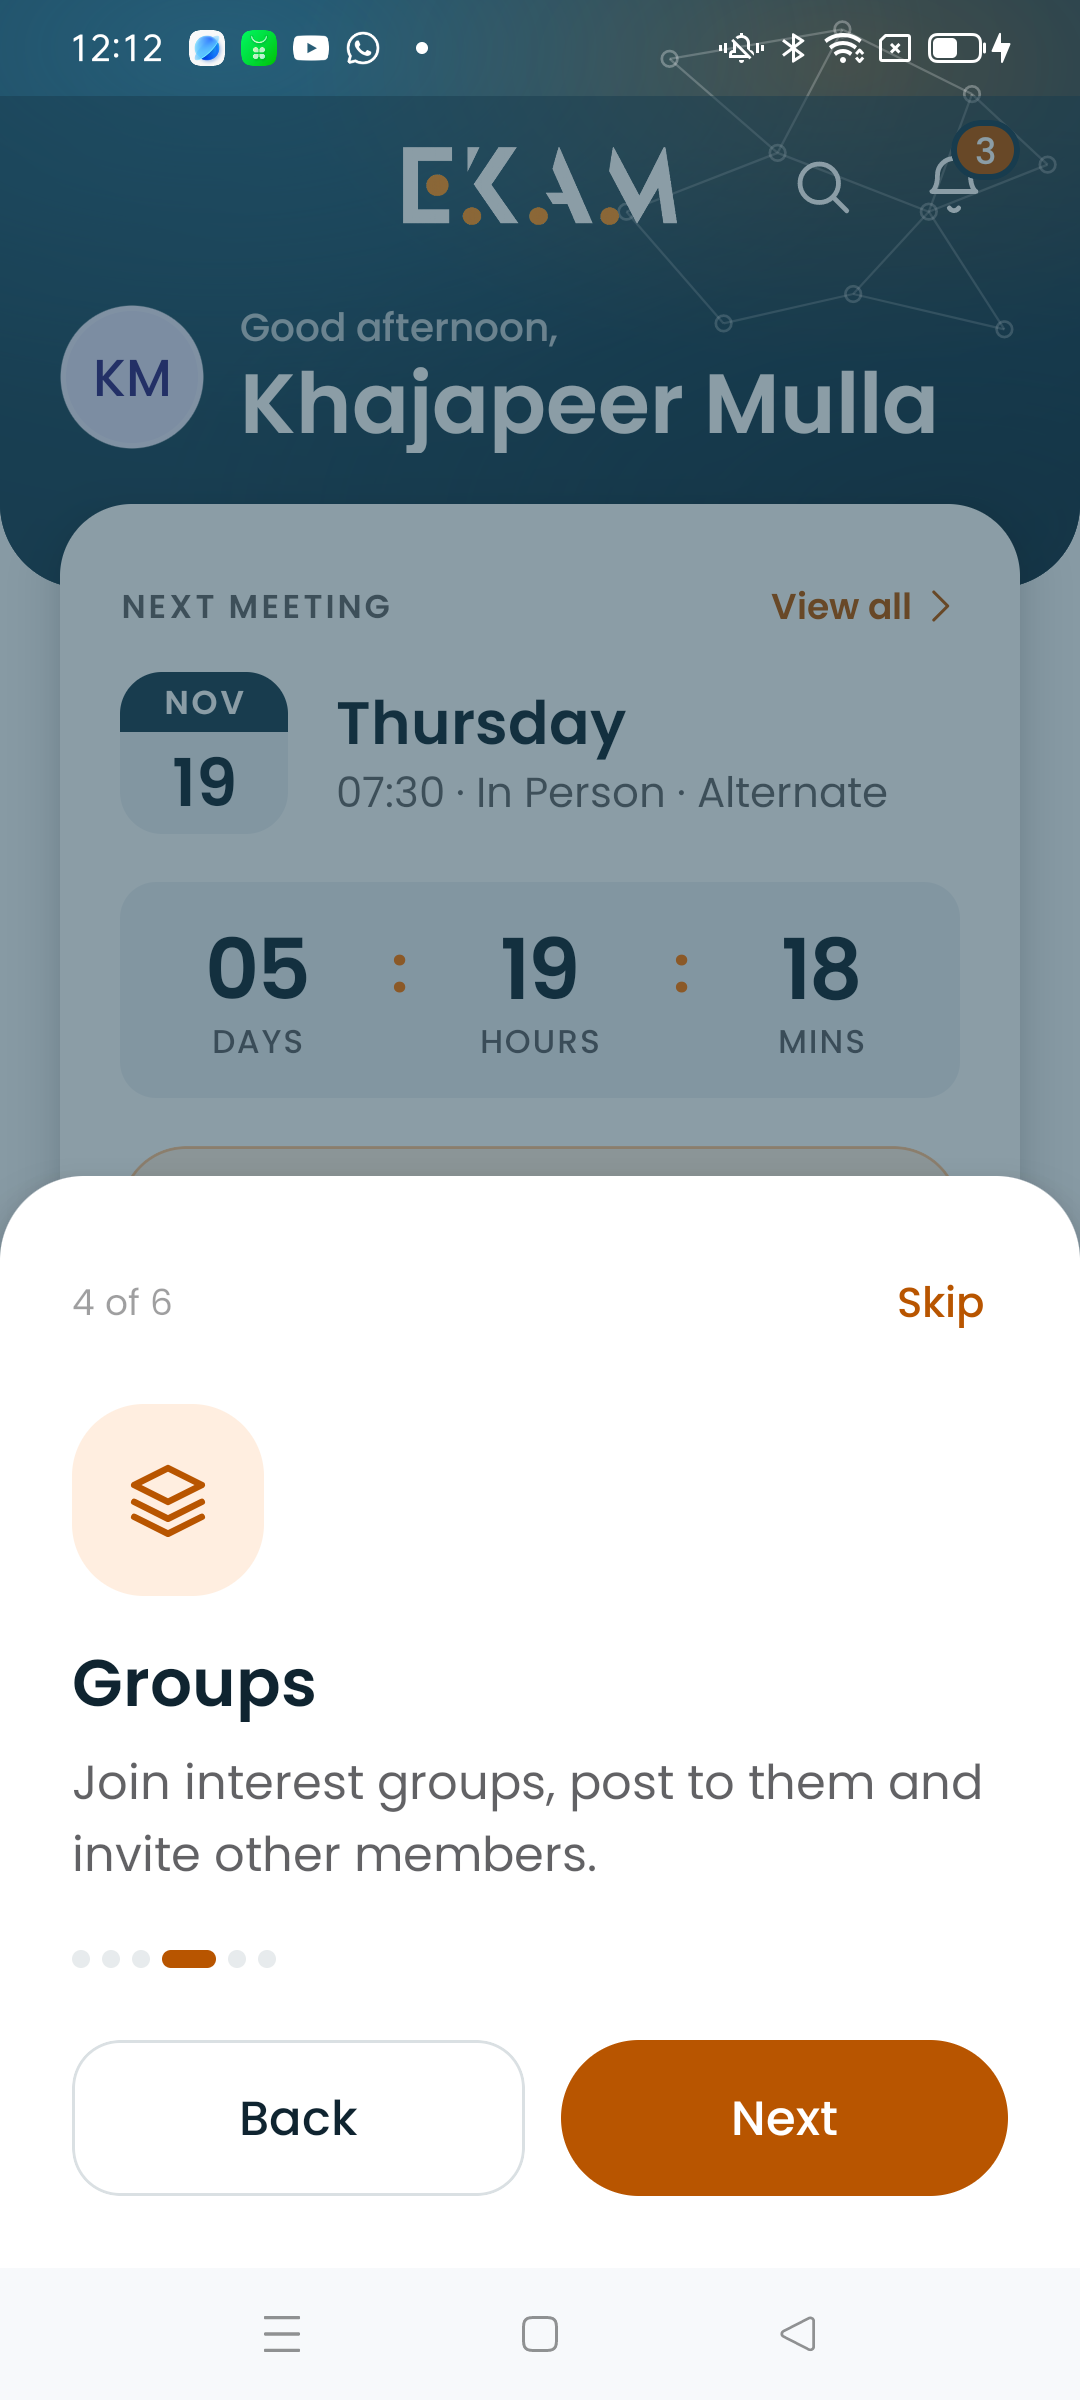 12:12
EKAM
3
KM
Good afternoon,
Khajapeer Mulla
NEXT MEETING
View all
NOV
19
Thursday
07:30 · In Person · Alternate
05 : 19 : 18
DAYS HOURS MINS
4 of 6
Skip
Groups
Join interest groups, post to them and
invite other members.
Back
Next